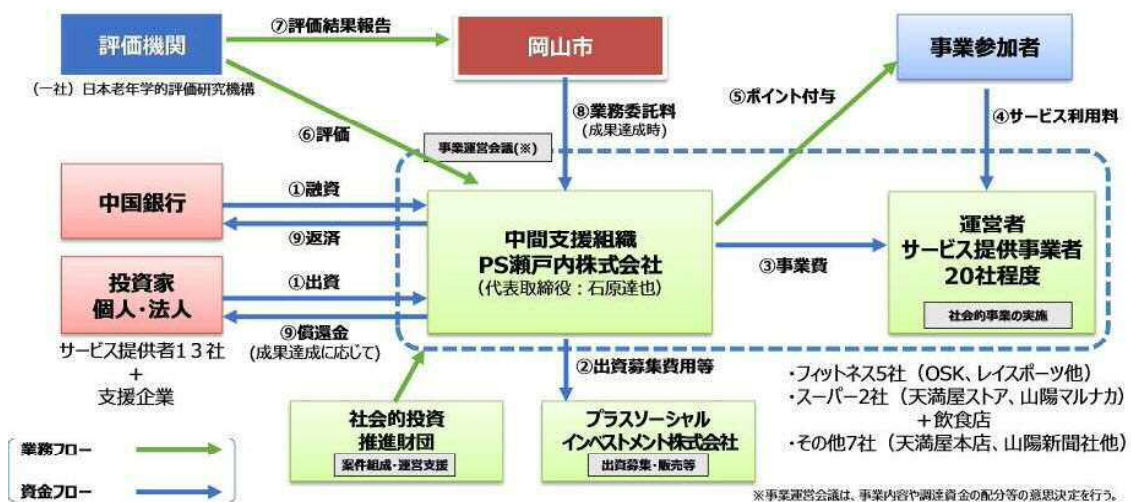 評価機関
(一社)日本老年学的評価研究機構
⑦評価結果報告
岡山市
事業参加者
⑤ポイント付与
④サービス利用料
⑧業務委託料
(成果達成時)
⑥評価
事業運営会議(※)
中国銀行
①融資
⑨返済
投資家
個人・法人
①出資
⑨償還金
(成果達成に応じて)
サービス提供者13社
+
支援企業
中間支援組織
PS瀬戸内株式会社
(代表取締役:石原達也)
③事業費
運営者
サービス提供事業者
20社程度
社会的事業の実施
②出資募集費用等
社会的投資
推進財団
案件組成・運営支援
プラスソーシャル
インベストメント株式会社
出資募集・販売等
・フィットネス5社(OSK、レイスポーツ他)
・スーパー2社(天満屋ストア、山陽マルナカ)
+飲食店
・その他7社(天満屋本店、山陽新聞社他)
業務フロー
資金フロー
※事業運営会議は、事業内容や調達資金の配分等の意思決定を行う。